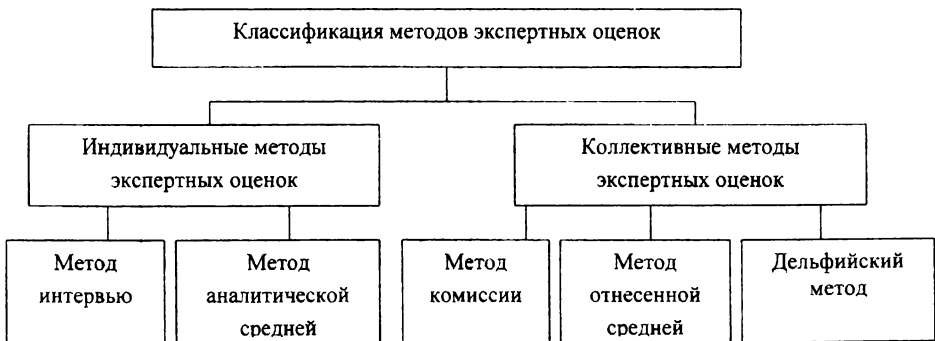 Классификация методов экспертных оценок
Индивидуальные методы
экспертных оценок
Коллективные методы
экспертных оценок
Метод
интервью
Метод
аналитической
средней
Метод
комиссии
Метод
отнесенной
средней
Дельфийский
метод